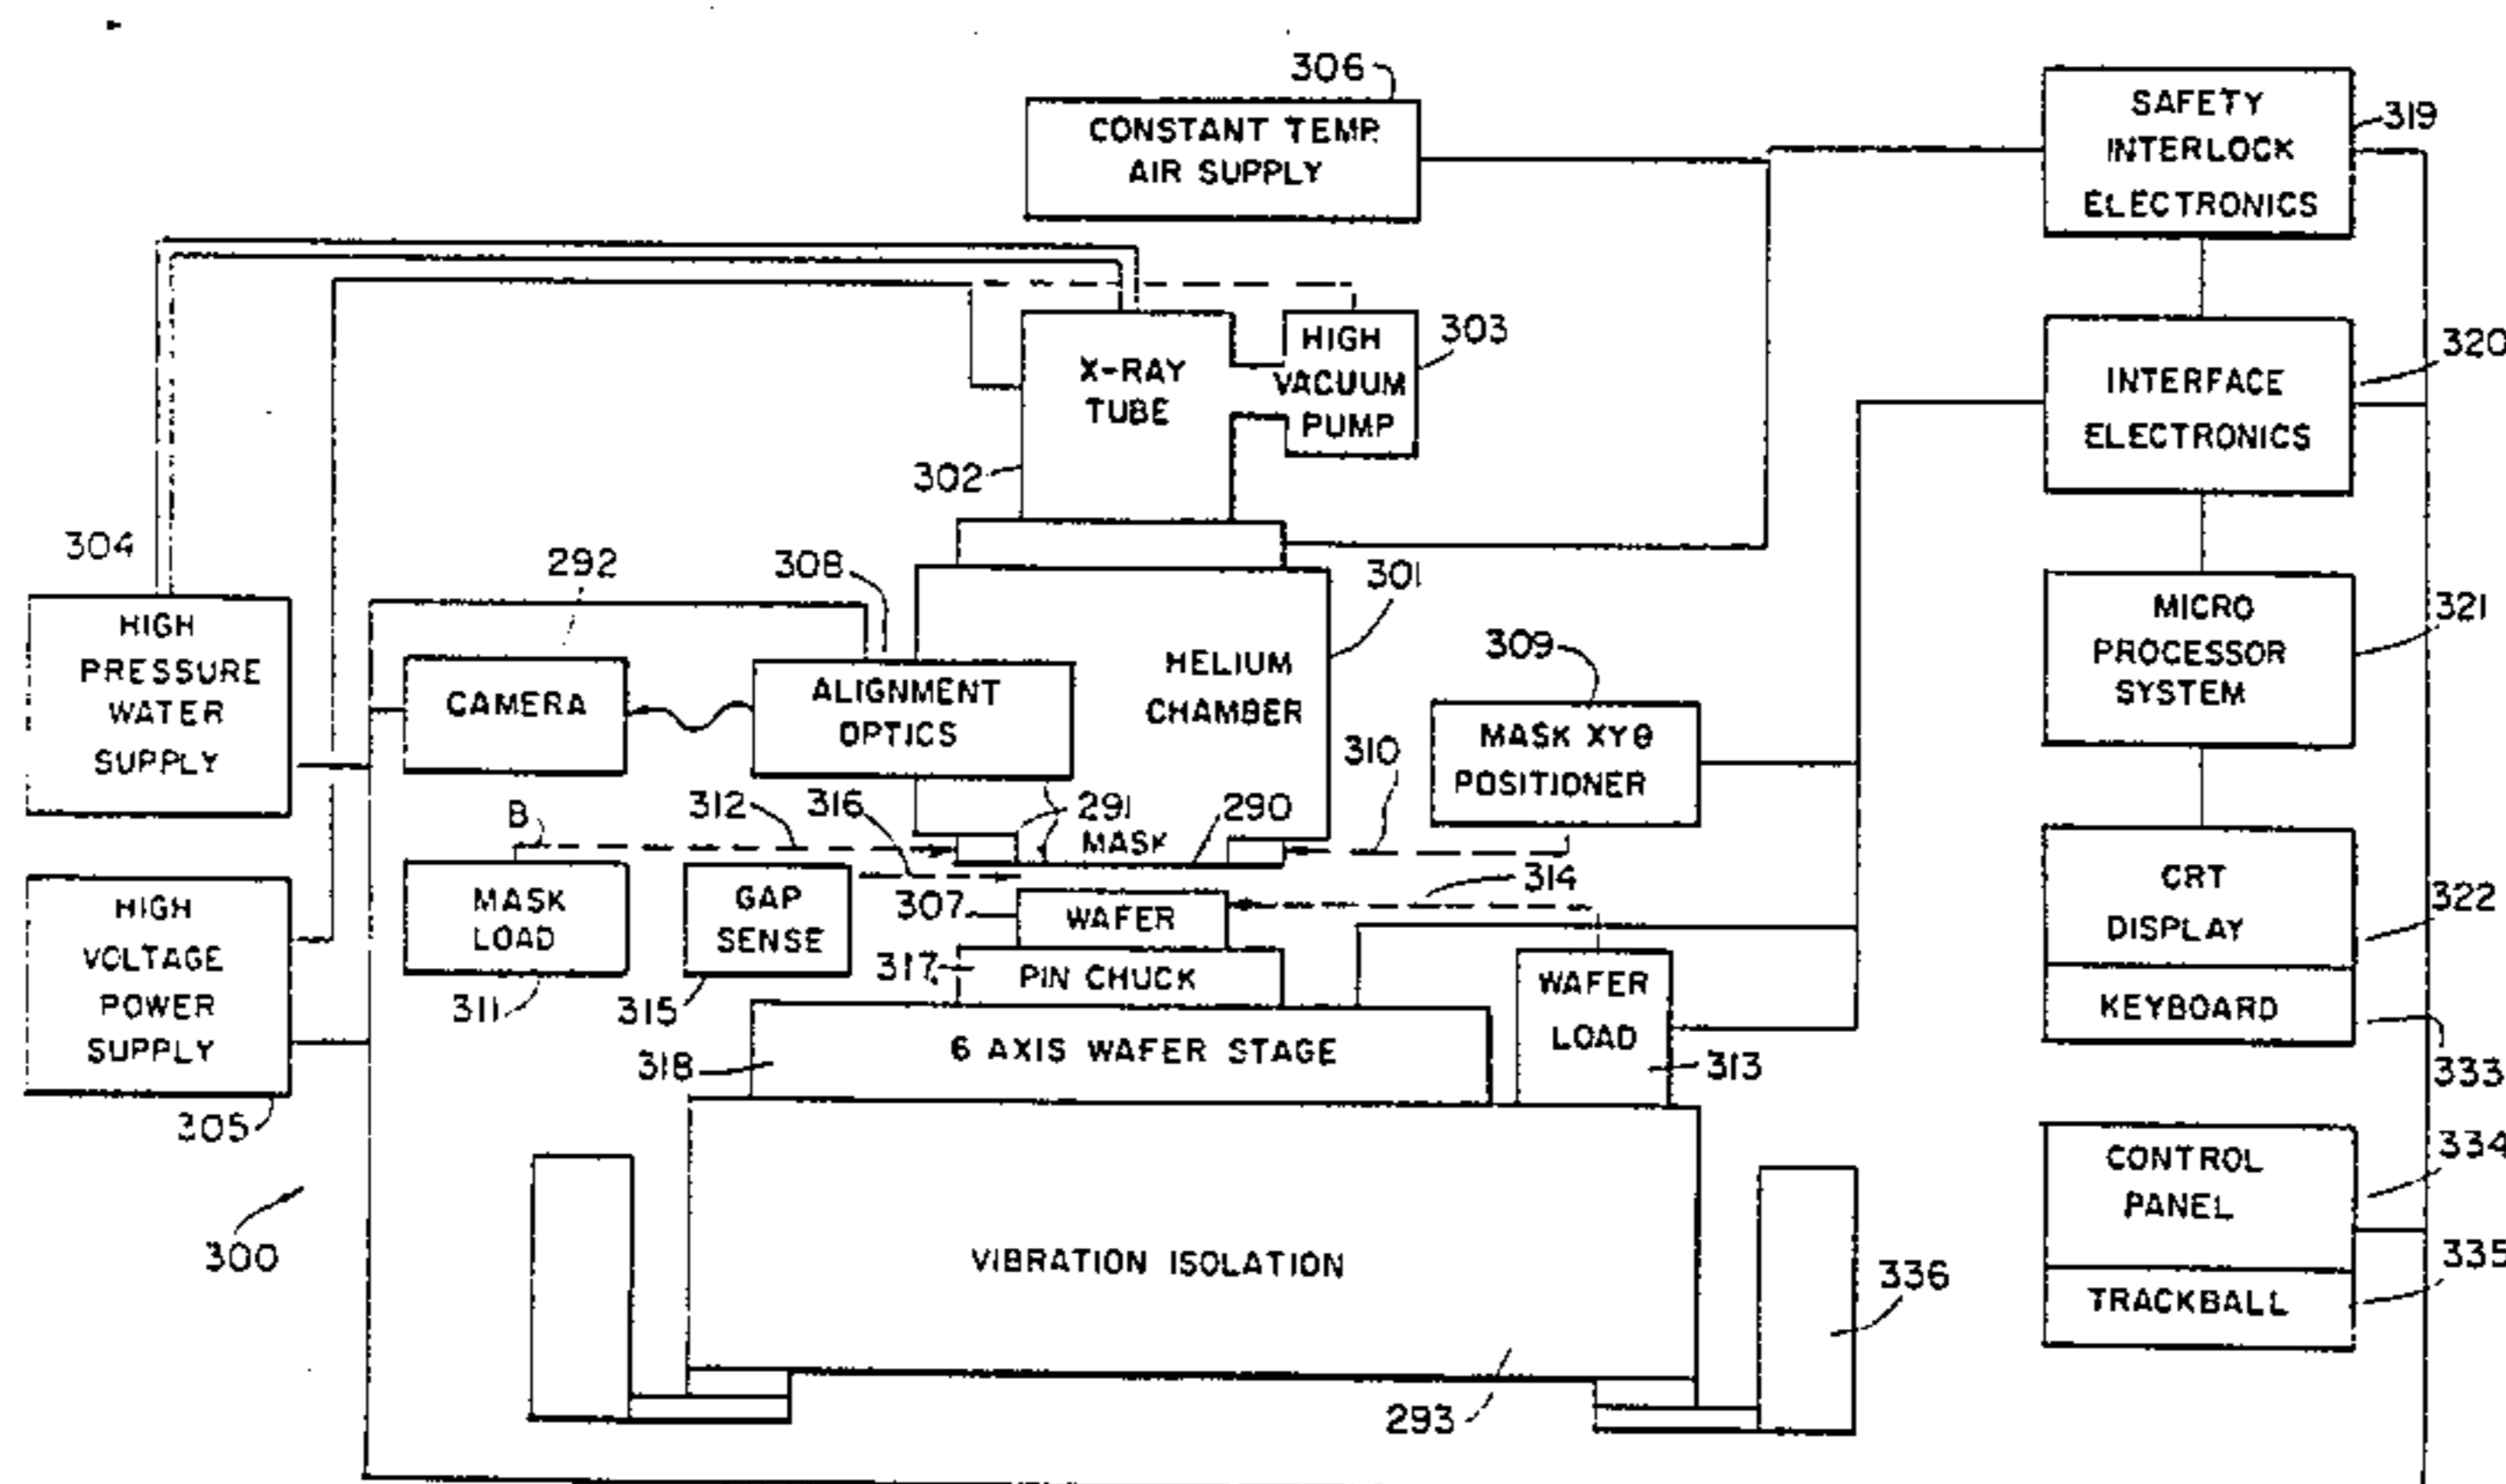 306
CONSTANT TEMP.
AIR SUPPLY
SAFETY
INTERLOCK
ELECTRONICS
319
X-RAY
TUBE
302
HIGH
VACUUM
PUMP
303
INTERFACE
ELECTRONICS
320
304
HIGH
PRESSURE
WATER
SUPPLY
292
CAMERA
308
ALIGNMENT
OPTICS
HELIUM
CHAMBER
301
309
MASK XYθ
POSITIONER
310
MICRO
PROCESSOR
SYSTEM
321
B
312
316
291
MASK
290
HIGH
VOLTAGE
POWER
SUPPLY
305
MASK
LOAD
311
GAP
SENSE
315
307
WAFER
314
317
PIN CHUCK
WAFER
LOAD
313
318
6 AXIS WAFER STAGE
CRT
DISPLAY
322
KEYBOARD
333
300
VIBRATION ISOLATION
293
336
CONTROL
PANEL
334
TRACKBALL
335